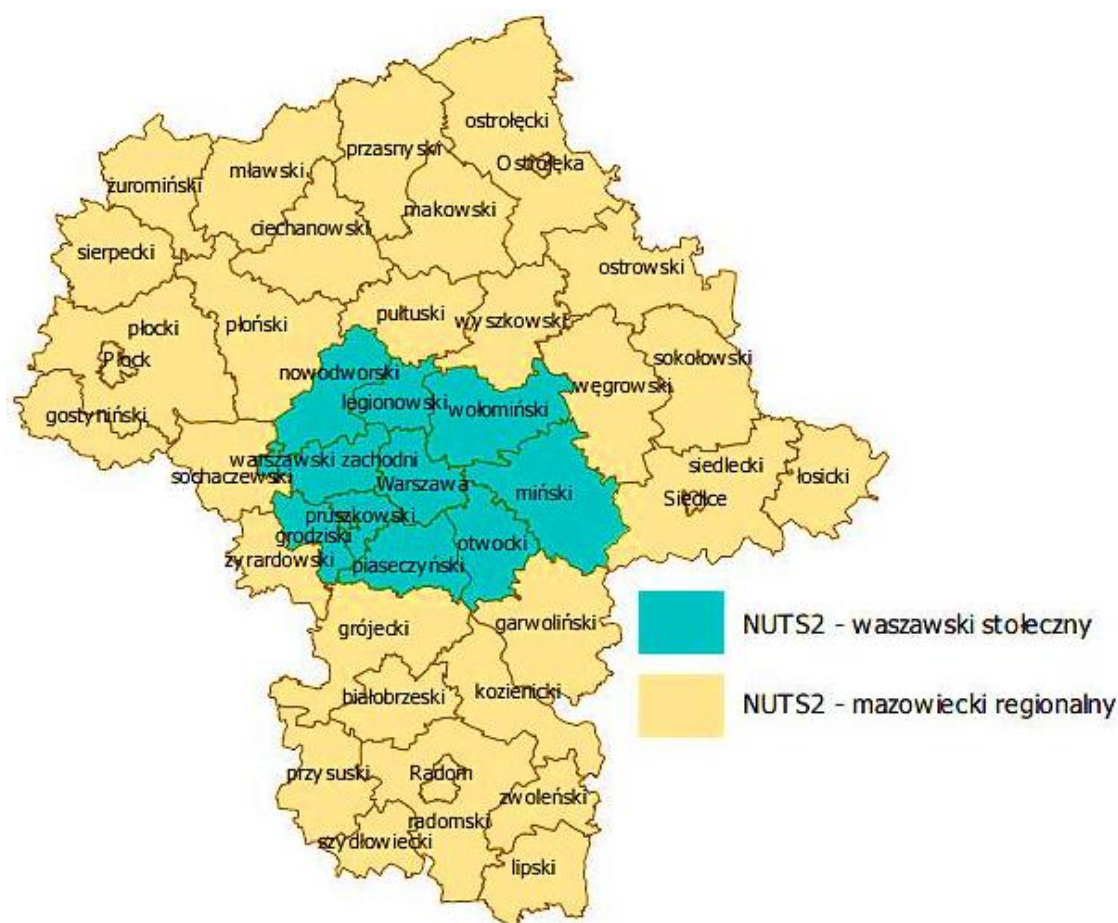 ostrołęcki
Ostrołęka
przasnyski
mławski
żuromiński
makowski
ciechanowski
sierpecki
ostrowski
pułtuski
wyszkowski
płocki
płoński
Płock
sokołowski
węgrowski
nowodworski
legionowski
wołomiński
gostyniński
warszawski zachodni
siedlecki
sochaczewski
Warszawa
miński
Siedlce
łosicki
pruszkowski
grodziski
otwocki
żyrardowski
piaseczyński
garwoliński
grójecki
NUTS2 - waszawski stołeczny
białobrzeski
kozienicki
NUTS2 - mazowiecki regionalny
przysuski
Radom
zwoleński
radomski
szydłowiecki
lipski